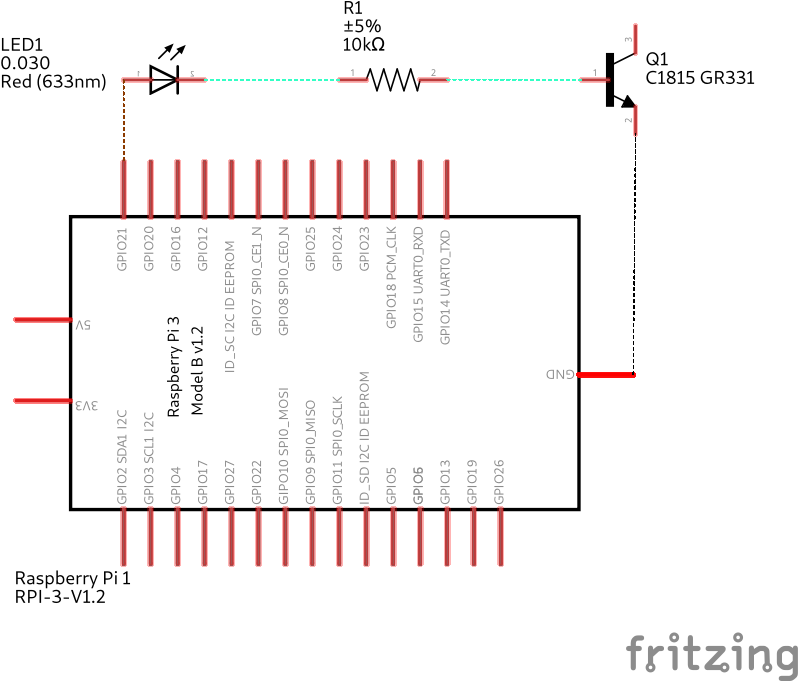 R1
±5%
10kΩ
LED1
0.030
Red (633nm)
1
2
1
2
1
3
2
Q1
C1815 GR331
GPIO21
GPIO20
GPIO16
GPIO12
ID_SC I2C ID EEPROM
GPIO7 SPI0_CE1_N
GPIO8 SPI0_CE0_N
GPIO25
GPIO24
GPIO23
GPIO18 PCM_CLK
GPIO15 UART0_RXD
GPIO14 UART0_TXD
5V
3V3
GND
Raspberry Pi 3
Model B v1.2
GPIO2 SDA1 I2C
GPIO3 SCL1 I2C
GPIO4
GPIO17
GPIO27
GPIO22
GIPO10 SPI0_MOSI
GPIO9 SPI0_MISO
GPIO11 SPI0_SCLK
ID_SD I2C ID EEPROM
GPIO5
GPIO6
GPIO13
GPIO19
GPIO26
Raspberry Pi 1
RPI-3-V1.2
fritzing